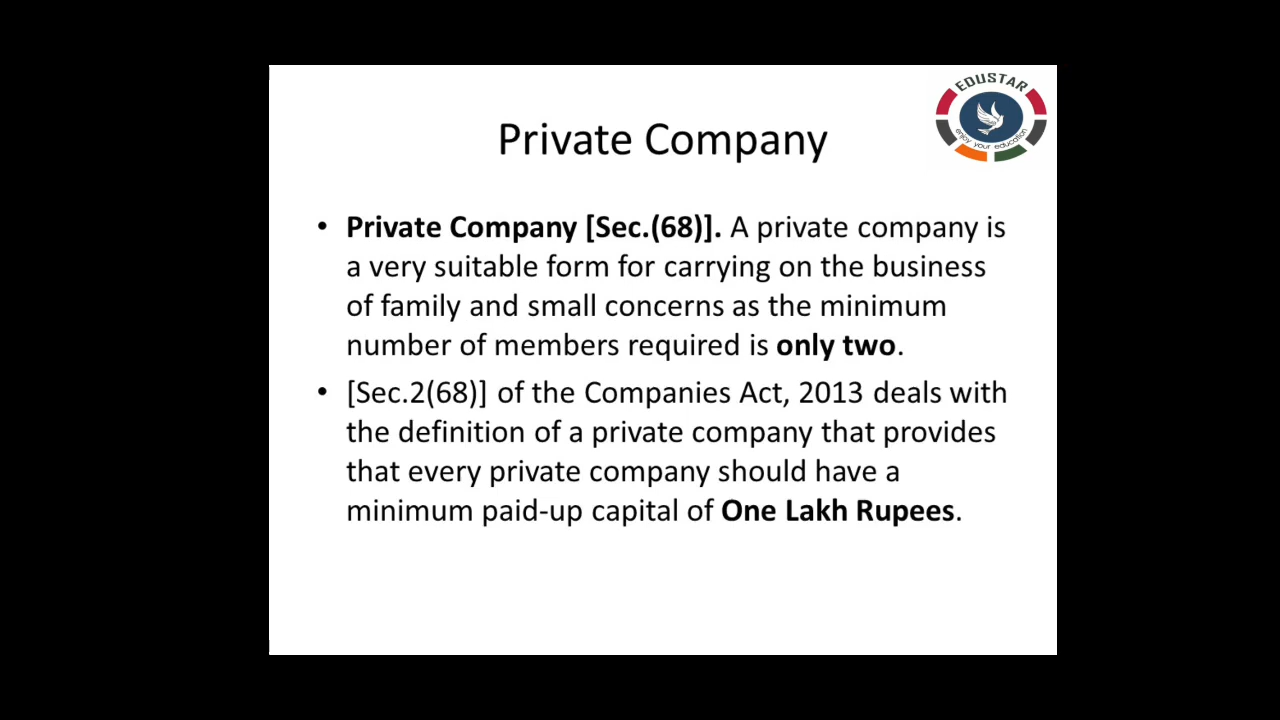 EDUSTAR
enjoy your education
Private Company
• Private Company [Sec.(68)]. A private company is
a very suitable form for carrying on the business
of family and small concerns as the minimum
number of members required is only two.
• [Sec.2(68)] of the Companies Act, 2013 deals with
the definition of a private company that provides
that every private company should have a
minimum paid-up capital of One Lakh Rupees.